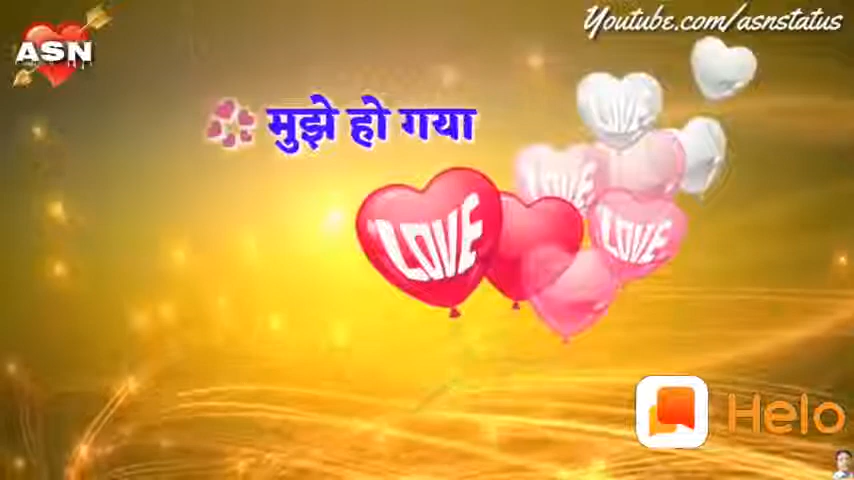 Youtube.com/asnstatus
ASN
मुझे हो गया
LOVE
LOVE
LOVE
LOVE
Helo